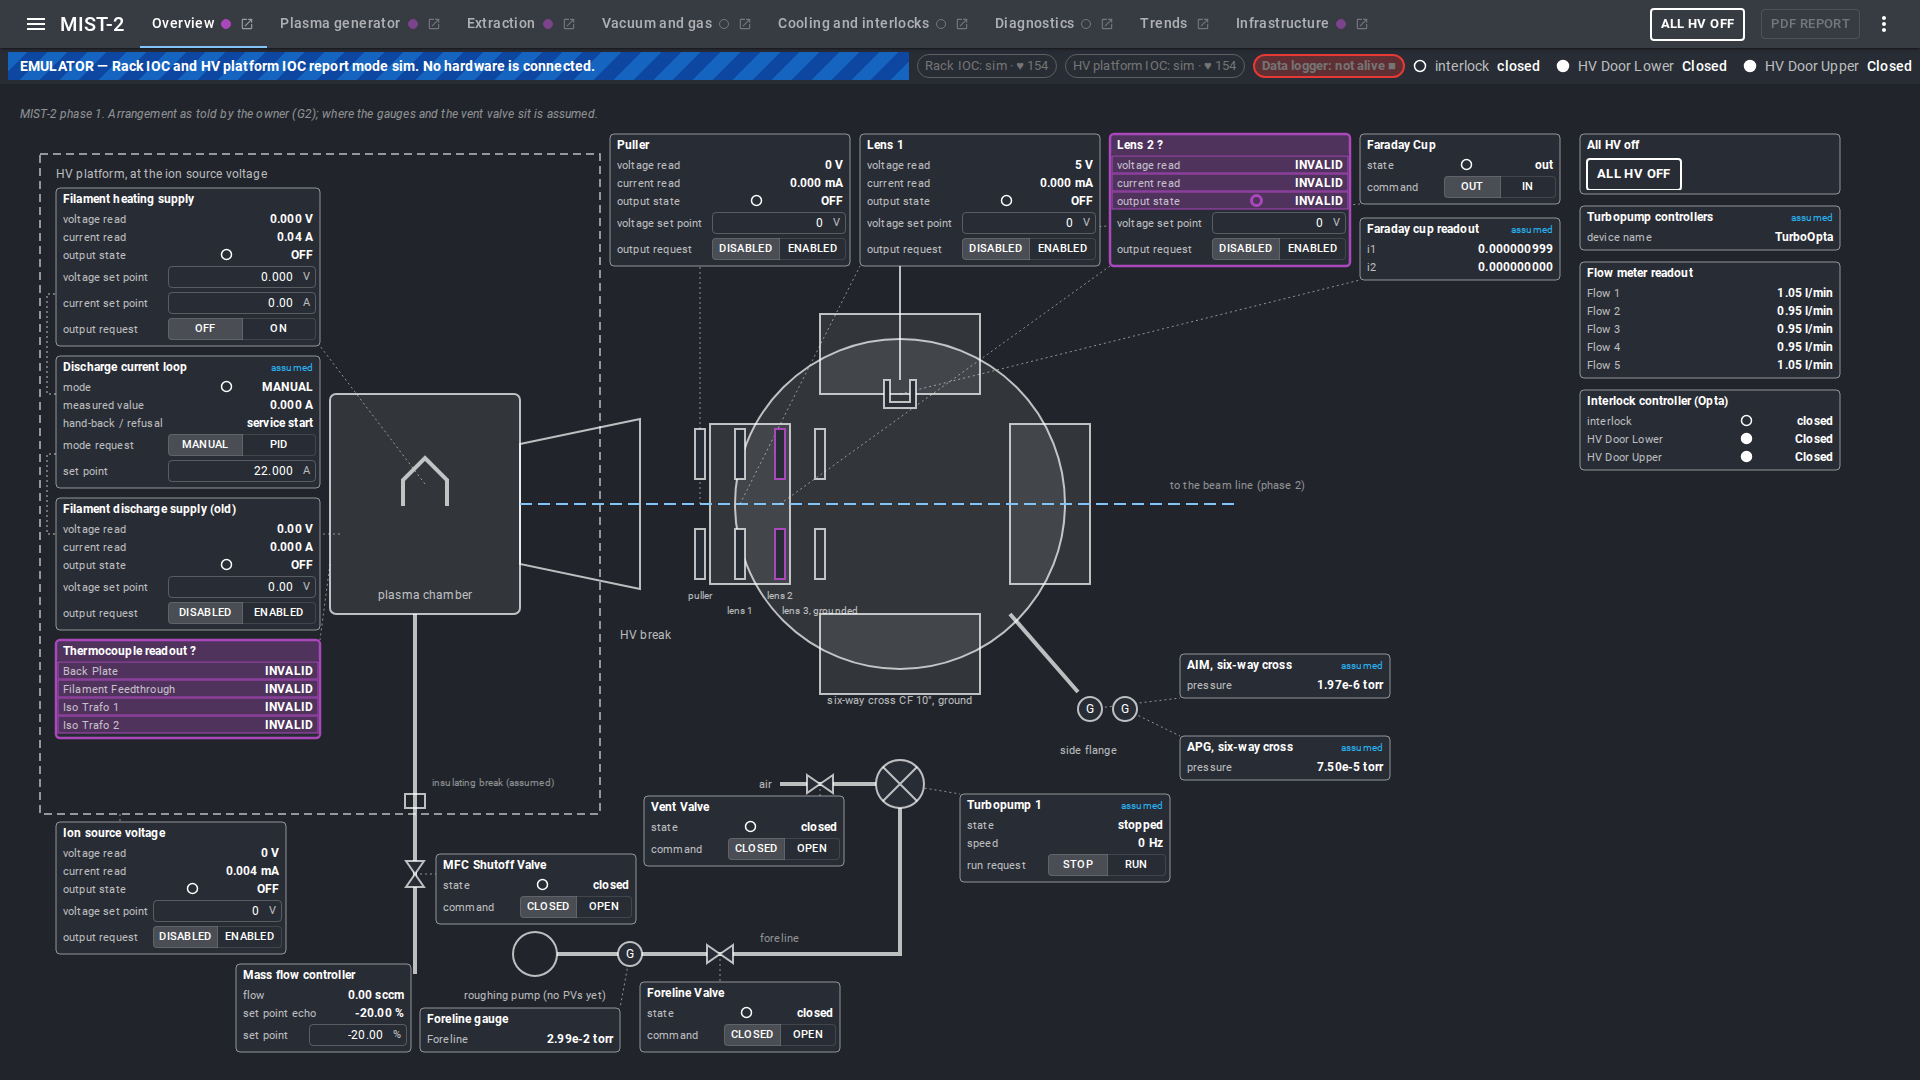 MIST-2 Overview Plasma generator Extraction Vacuum and gas Cooling and interlocks Diagnostics Trends Infrastructure ALL HV OFF PDF REPORT
EMULATOR — Rack IOC and HV platform IOC report mode sim. No hardware is connected. Rack IOC: sim · ♥ 154 HV platform IOC: sim · ♥ 154 Data logger: not alive ■ interlock closed HV Door Lower Closed HV Door Upper Closed
MIST-2 phase 1. Arrangement as told by the owner (G2); where the gauges and the vent valve sit is assumed.
HV platform, at the ion source voltage
Filament heating supply
voltage read 0.000 V
current read 0.04 A
output state OFF
voltage set point 0.000 V
current set point 0.00 A
output request OFF ON
Discharge current loop assumed
mode MANUAL
measured value 0.000 A
hand-back / refusal service start
mode request MANUAL PID
set point 22.000 A
Filament discharge supply (old)
voltage read 0.00 V
current read 0.000 A
output state OFF
voltage set point 0.00 V
output request DISABLED ENABLED
Thermocouple readout ?
Back Plate INVALID
Filament Feedthrough INVALID
Iso Trafo 1 INVALID
Iso Trafo 2 INVALID
plasma chamber
insulating break (assumed)
Ion source voltage
voltage read 0 V
current read 0.004 mA
output state OFF
voltage set point 0 V
output request DISABLED ENABLED
Mass flow controller
flow 0.00 sccm
set point echo -20.00 %
set point -20.00 %
MFC Shutoff Valve
state closed
command CLOSED OPEN
roughing pump (no PVs yet)
Foreline gauge
Foreline 2.99e-2 torr
G
foreline
Foreline Valve
state closed
command CLOSED OPEN
air
Vent Valve
state closed
command CLOSED OPEN
Turbopump 1 assumed
state stopped
speed 0 Hz
run request STOP RUN
Puller
voltage read 0 V
current read 0.000 mA
output state OFF
voltage set point 0 V
output request DISABLED ENABLED
Lens 1
voltage read 5 V
current read 0.000 mA
output state OFF
voltage set point 0 V
output request DISABLED ENABLED
Lens 2 ?
voltage read INVALID
current read INVALID
output state INVALID
voltage set point 0 V
output request DISABLED ENABLED
Faraday Cup
state out
command OUT IN
Faraday cup readout assumed
i1 0.000000999
i2 0.000000000
All HV off
ALL HV OFF
Turbopump controllers assumed
device name TurboOpta
Flow meter readout
Flow 1 1.05 l/min
Flow 2 0.95 l/min
Flow 3 0.95 l/min
Flow 4 0.95 l/min
Flow 5 1.05 l/min
Interlock controller (Opta)
interlock closed
HV Door Lower Closed
HV Door Upper Closed
to the beam line (phase 2)
puller lens 2
lens 1 lens 3, grounded
HV break
six-way cross CF 10", ground
G G
side flange
AIM, six-way cross assumed
pressure 1.97e-6 torr
APG, six-way cross assumed
pressure 7.50e-5 torr